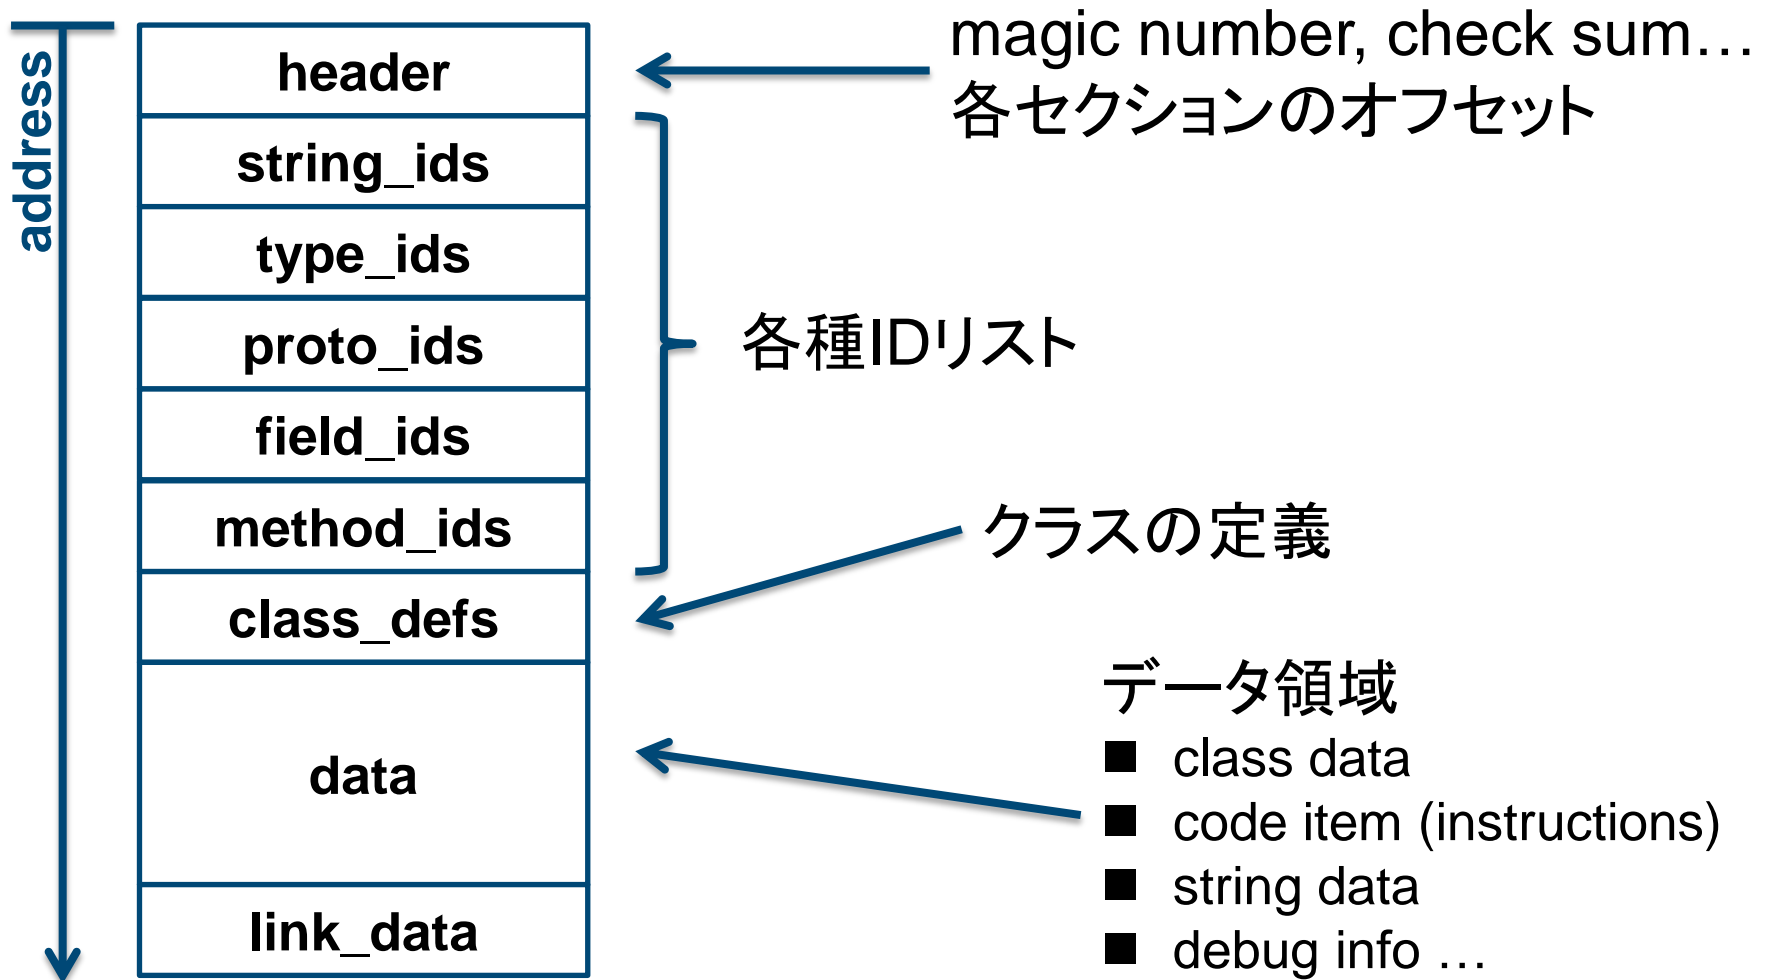 address
header
string_ids
type_ids
proto_ids
field_ids
method_ids
class_defs
data
link_data
magic number, check sum…
各セクションのオフセット
各種IDリスト
クラスの定義
データ領域
■ class data
■ code item (instructions)
■ string data
■ debug info …